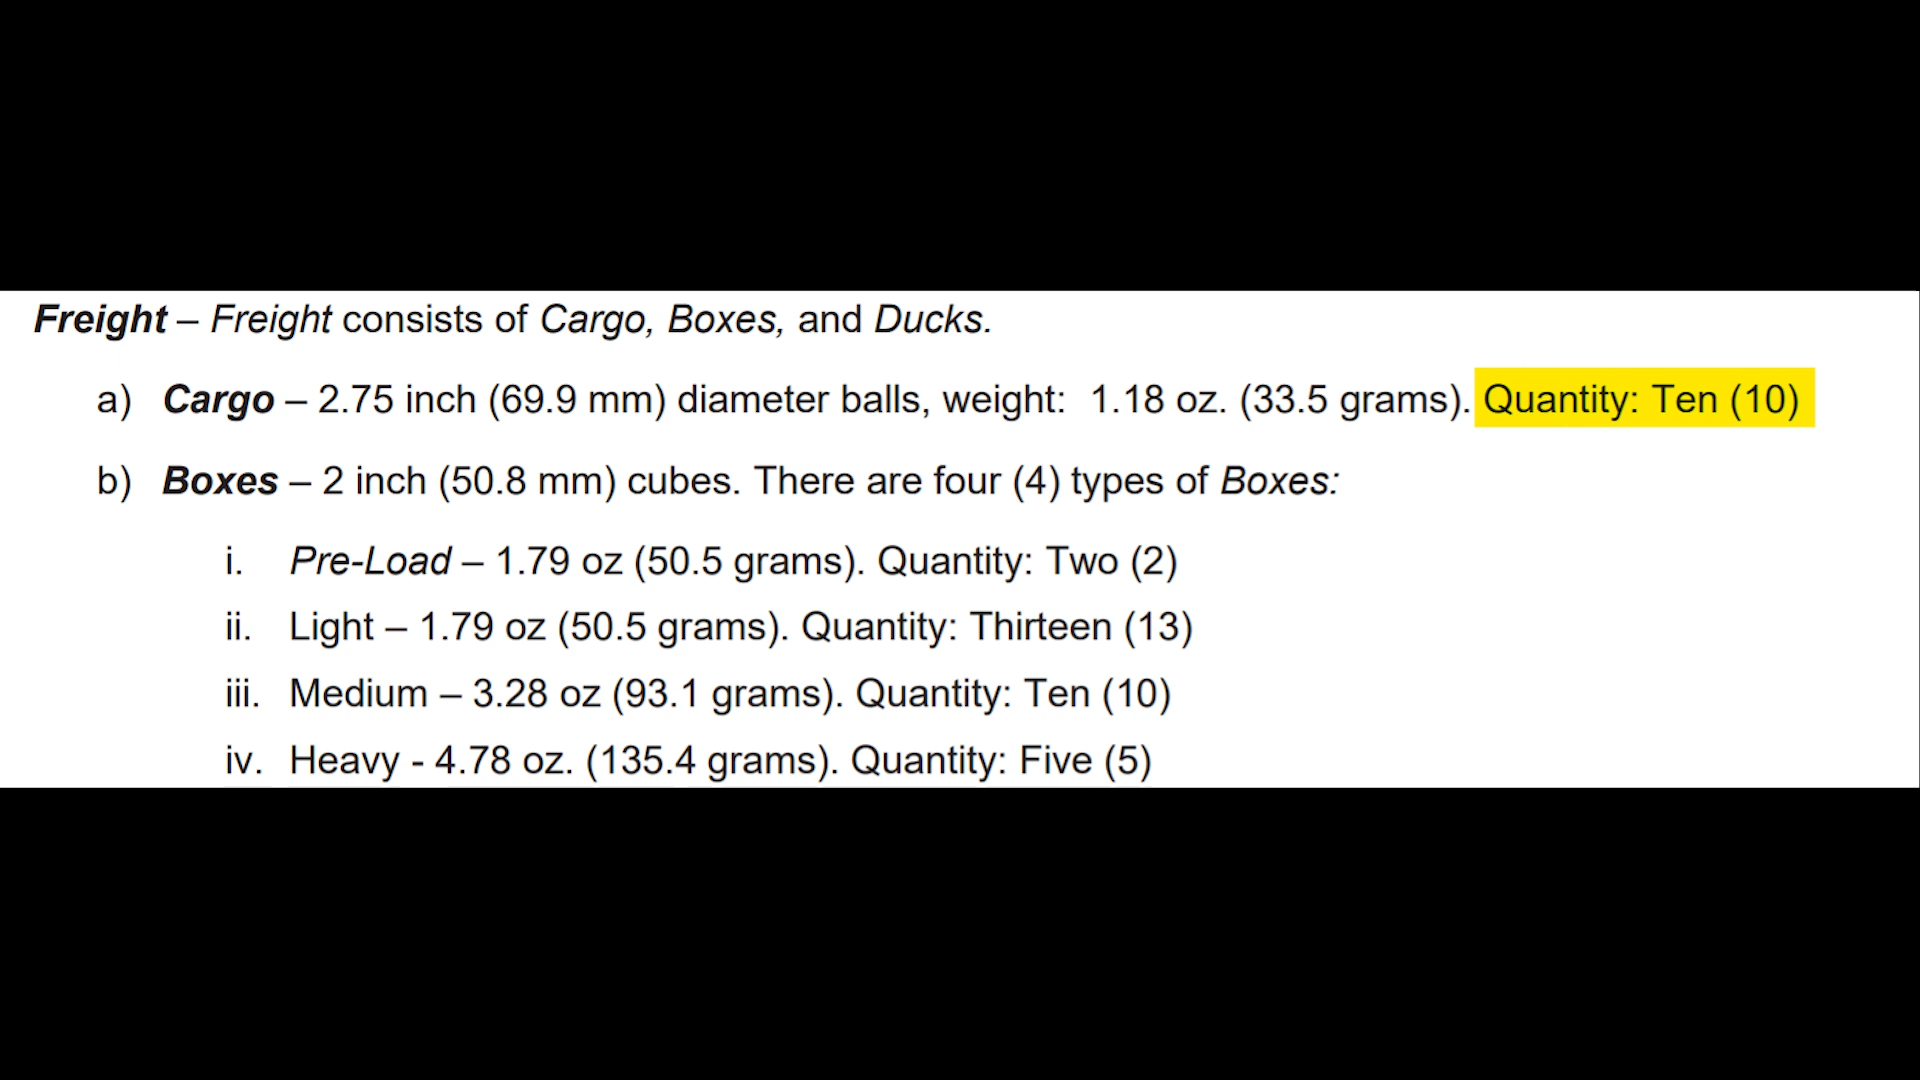 Freight – Freight consists of Cargo, Boxes, and Ducks.
a) Cargo – 2.75 inch (69.9 mm) diameter balls, weight: 1.18 oz. (33.5 grams). Quantity: Ten (10)
b) Boxes – 2 inch (50.8 mm) cubes. There are four (4) types of Boxes:
i. Pre-Load – 1.79 oz (50.5 grams). Quantity: Two (2)
ii. Light – 1.79 oz (50.5 grams). Quantity: Thirteen (13)
iii. Medium – 3.28 oz (93.1 grams). Quantity: Ten (10)
iv. Heavy - 4.78 oz. (135.4 grams). Quantity: Five (5)